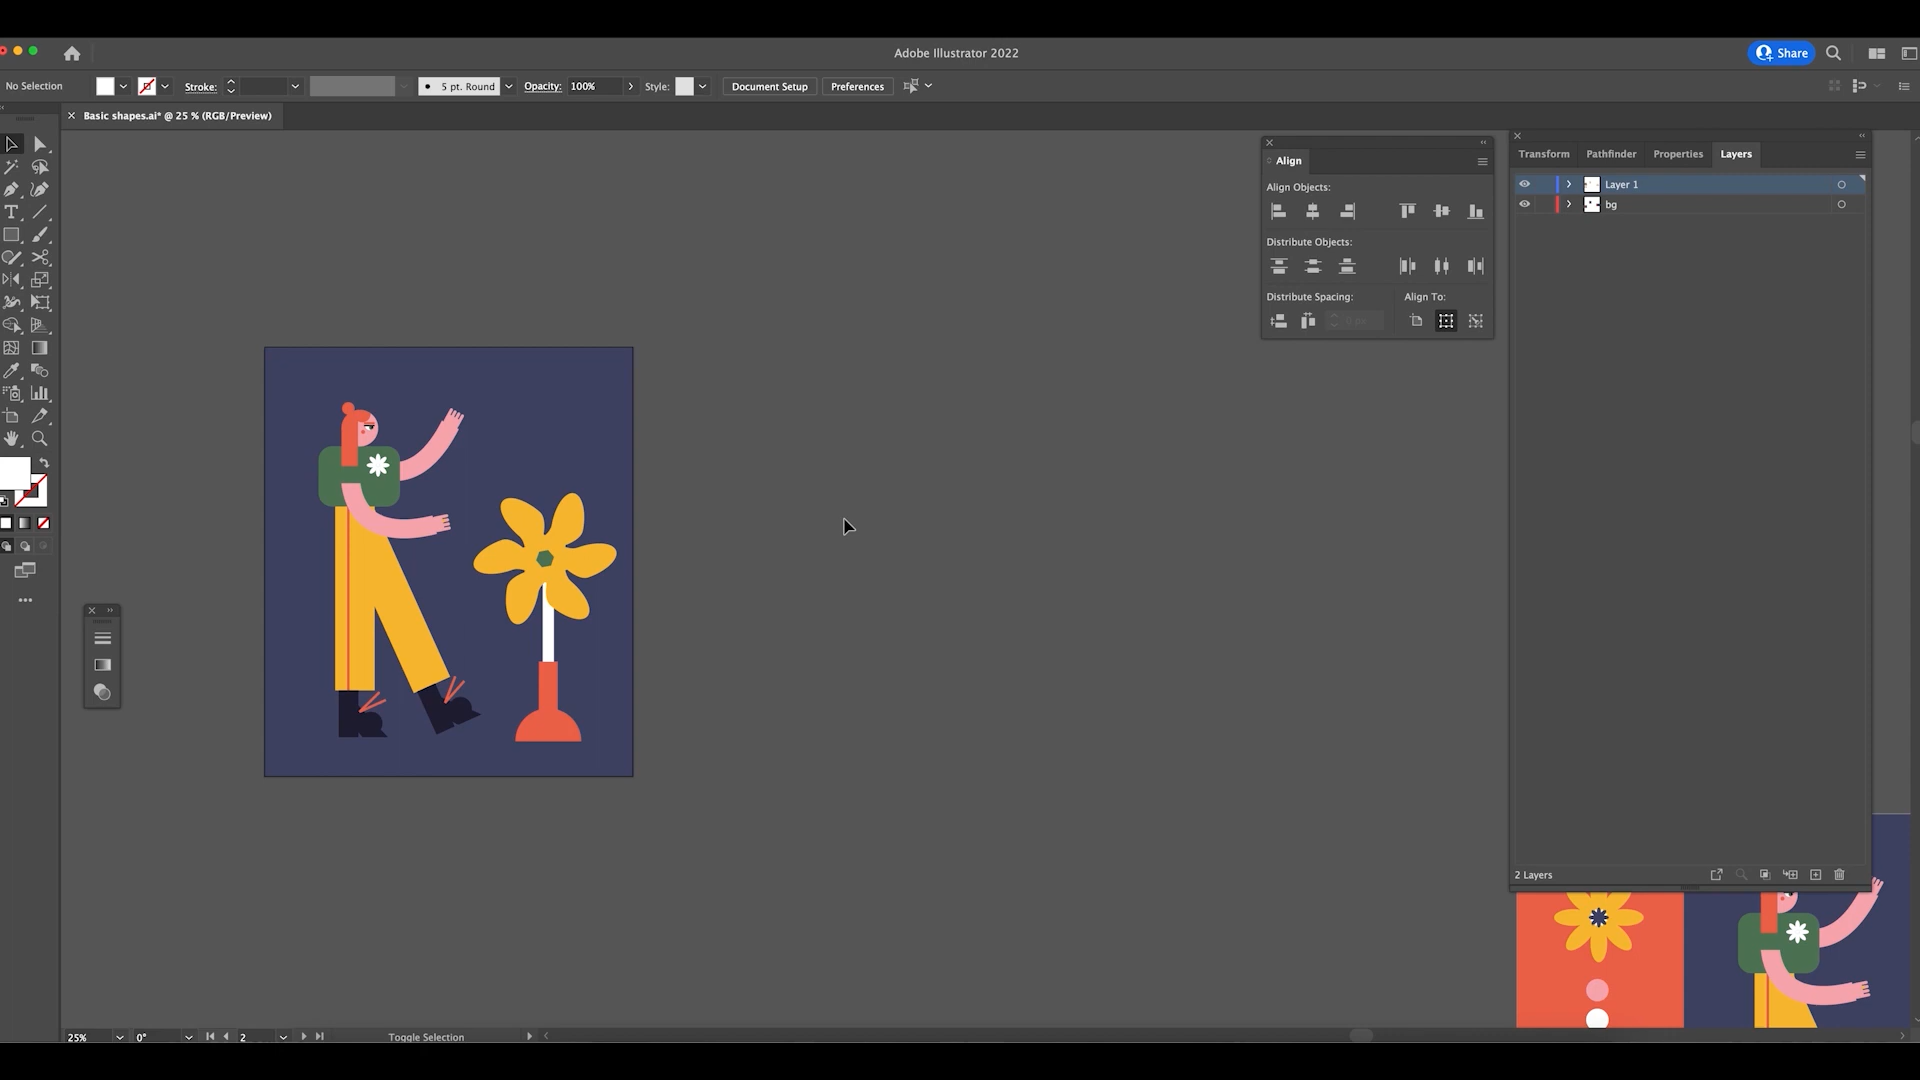 Adobe Illustrator 2022
Share
No Selection
Stroke:
5 pt. Round
Opacity:
100%
Style:
Document Setup
Preferences
Basic shapes.ai* @ 25 % (RGB/Preview)
Align
Align Objects:
Distribute Objects:
Distribute Spacing:
Align To:
0 px
Transform
Pathfinder
Properties
Layers
Layer 1
bg
2 Layers
25%
0°
2
Toggle Selection